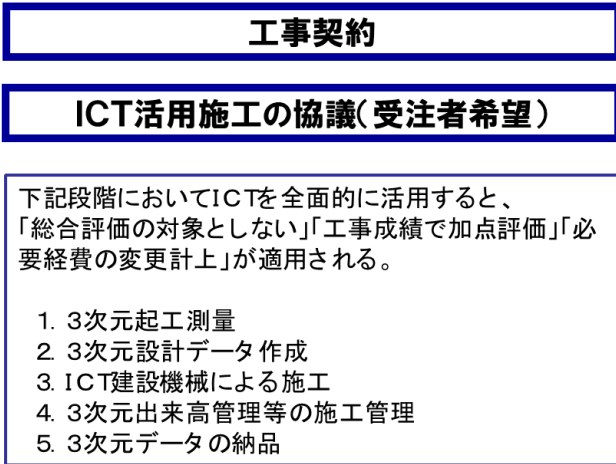 工事契約
ICT活用施工の協議(受注者希望)
下記段階においてICTを全面的に活用すると、
「総合評価の対象としない」「工事成績で加点評価」「必
要経費の変更計上」が適用される。
1. 3次元起工測量
2. 3次元設計データ作成
3. ICT建設機械による施工
4. 3次元出来高管理等の施工管理
5. 3次元データの納品